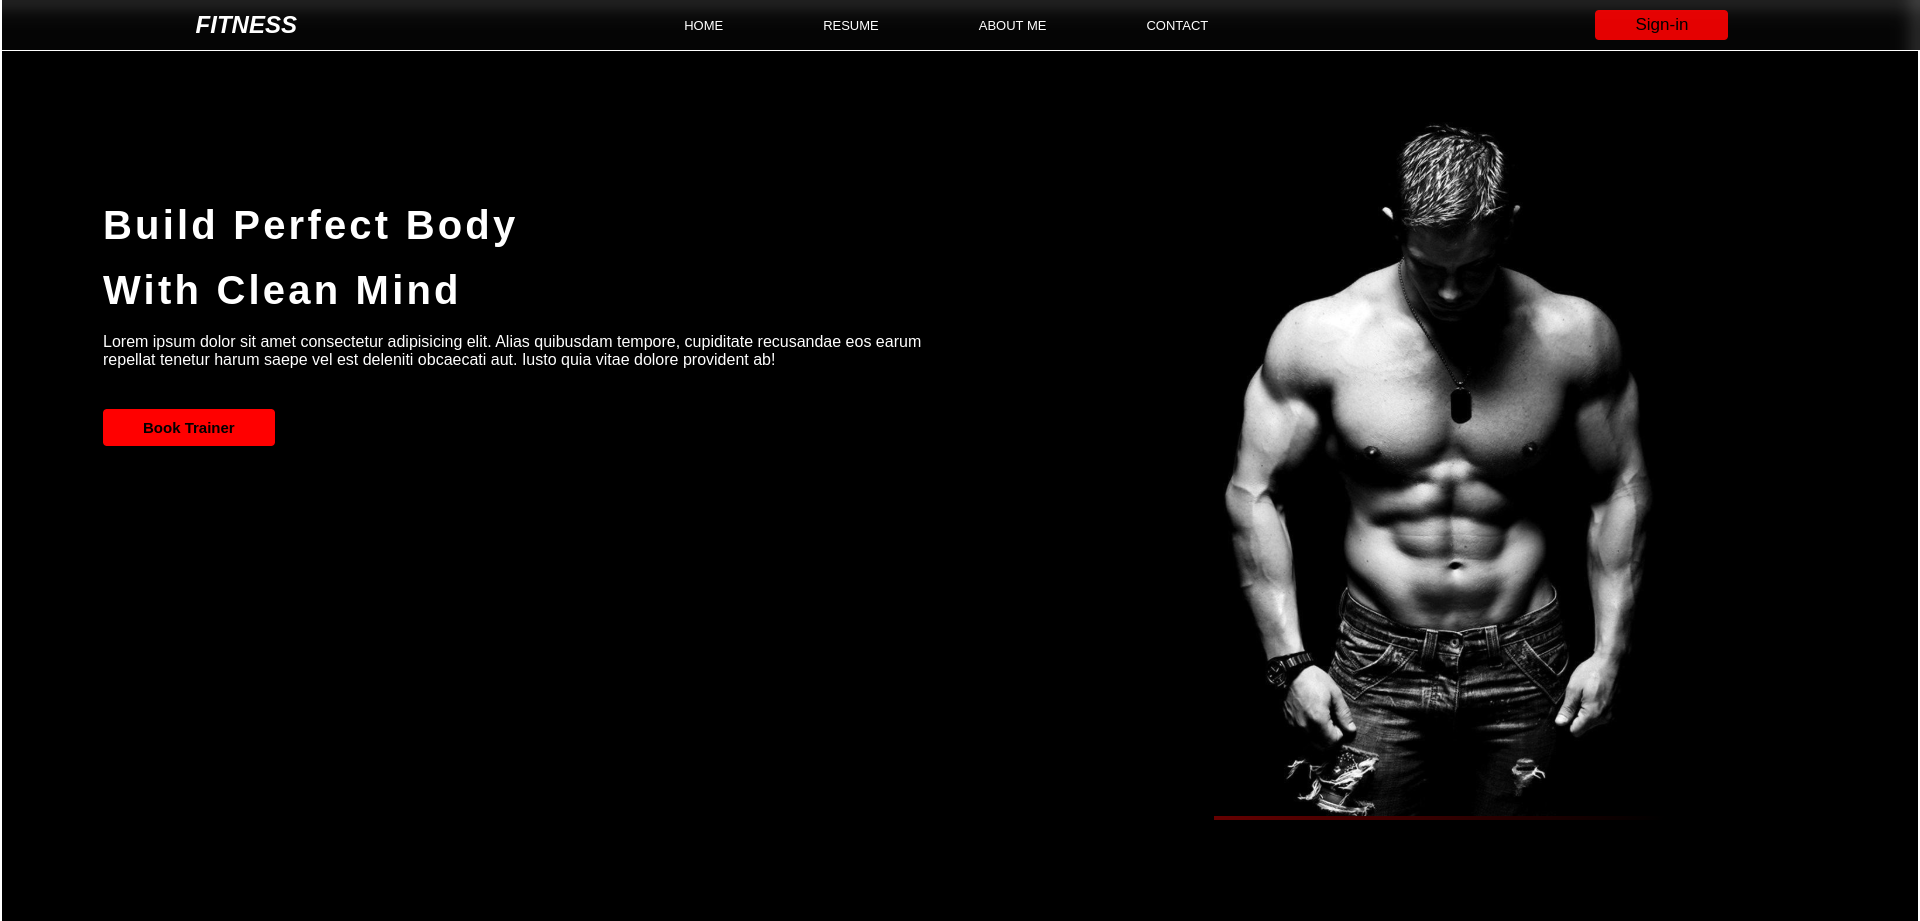 FITNESS
HOME RESUME ABOUT ME CONTACT
Sign-in
Build Perfect Body
With Clean Mind
Lorem ipsum dolor sit amet consectetur adipisicing elit. Alias quibusdam tempore, cupiditate recusandae eos earum
repellat tenetur harum saepe vel est deleniti obcaecati aut. Iusto quia vitae dolore provident ab!
Book Trainer